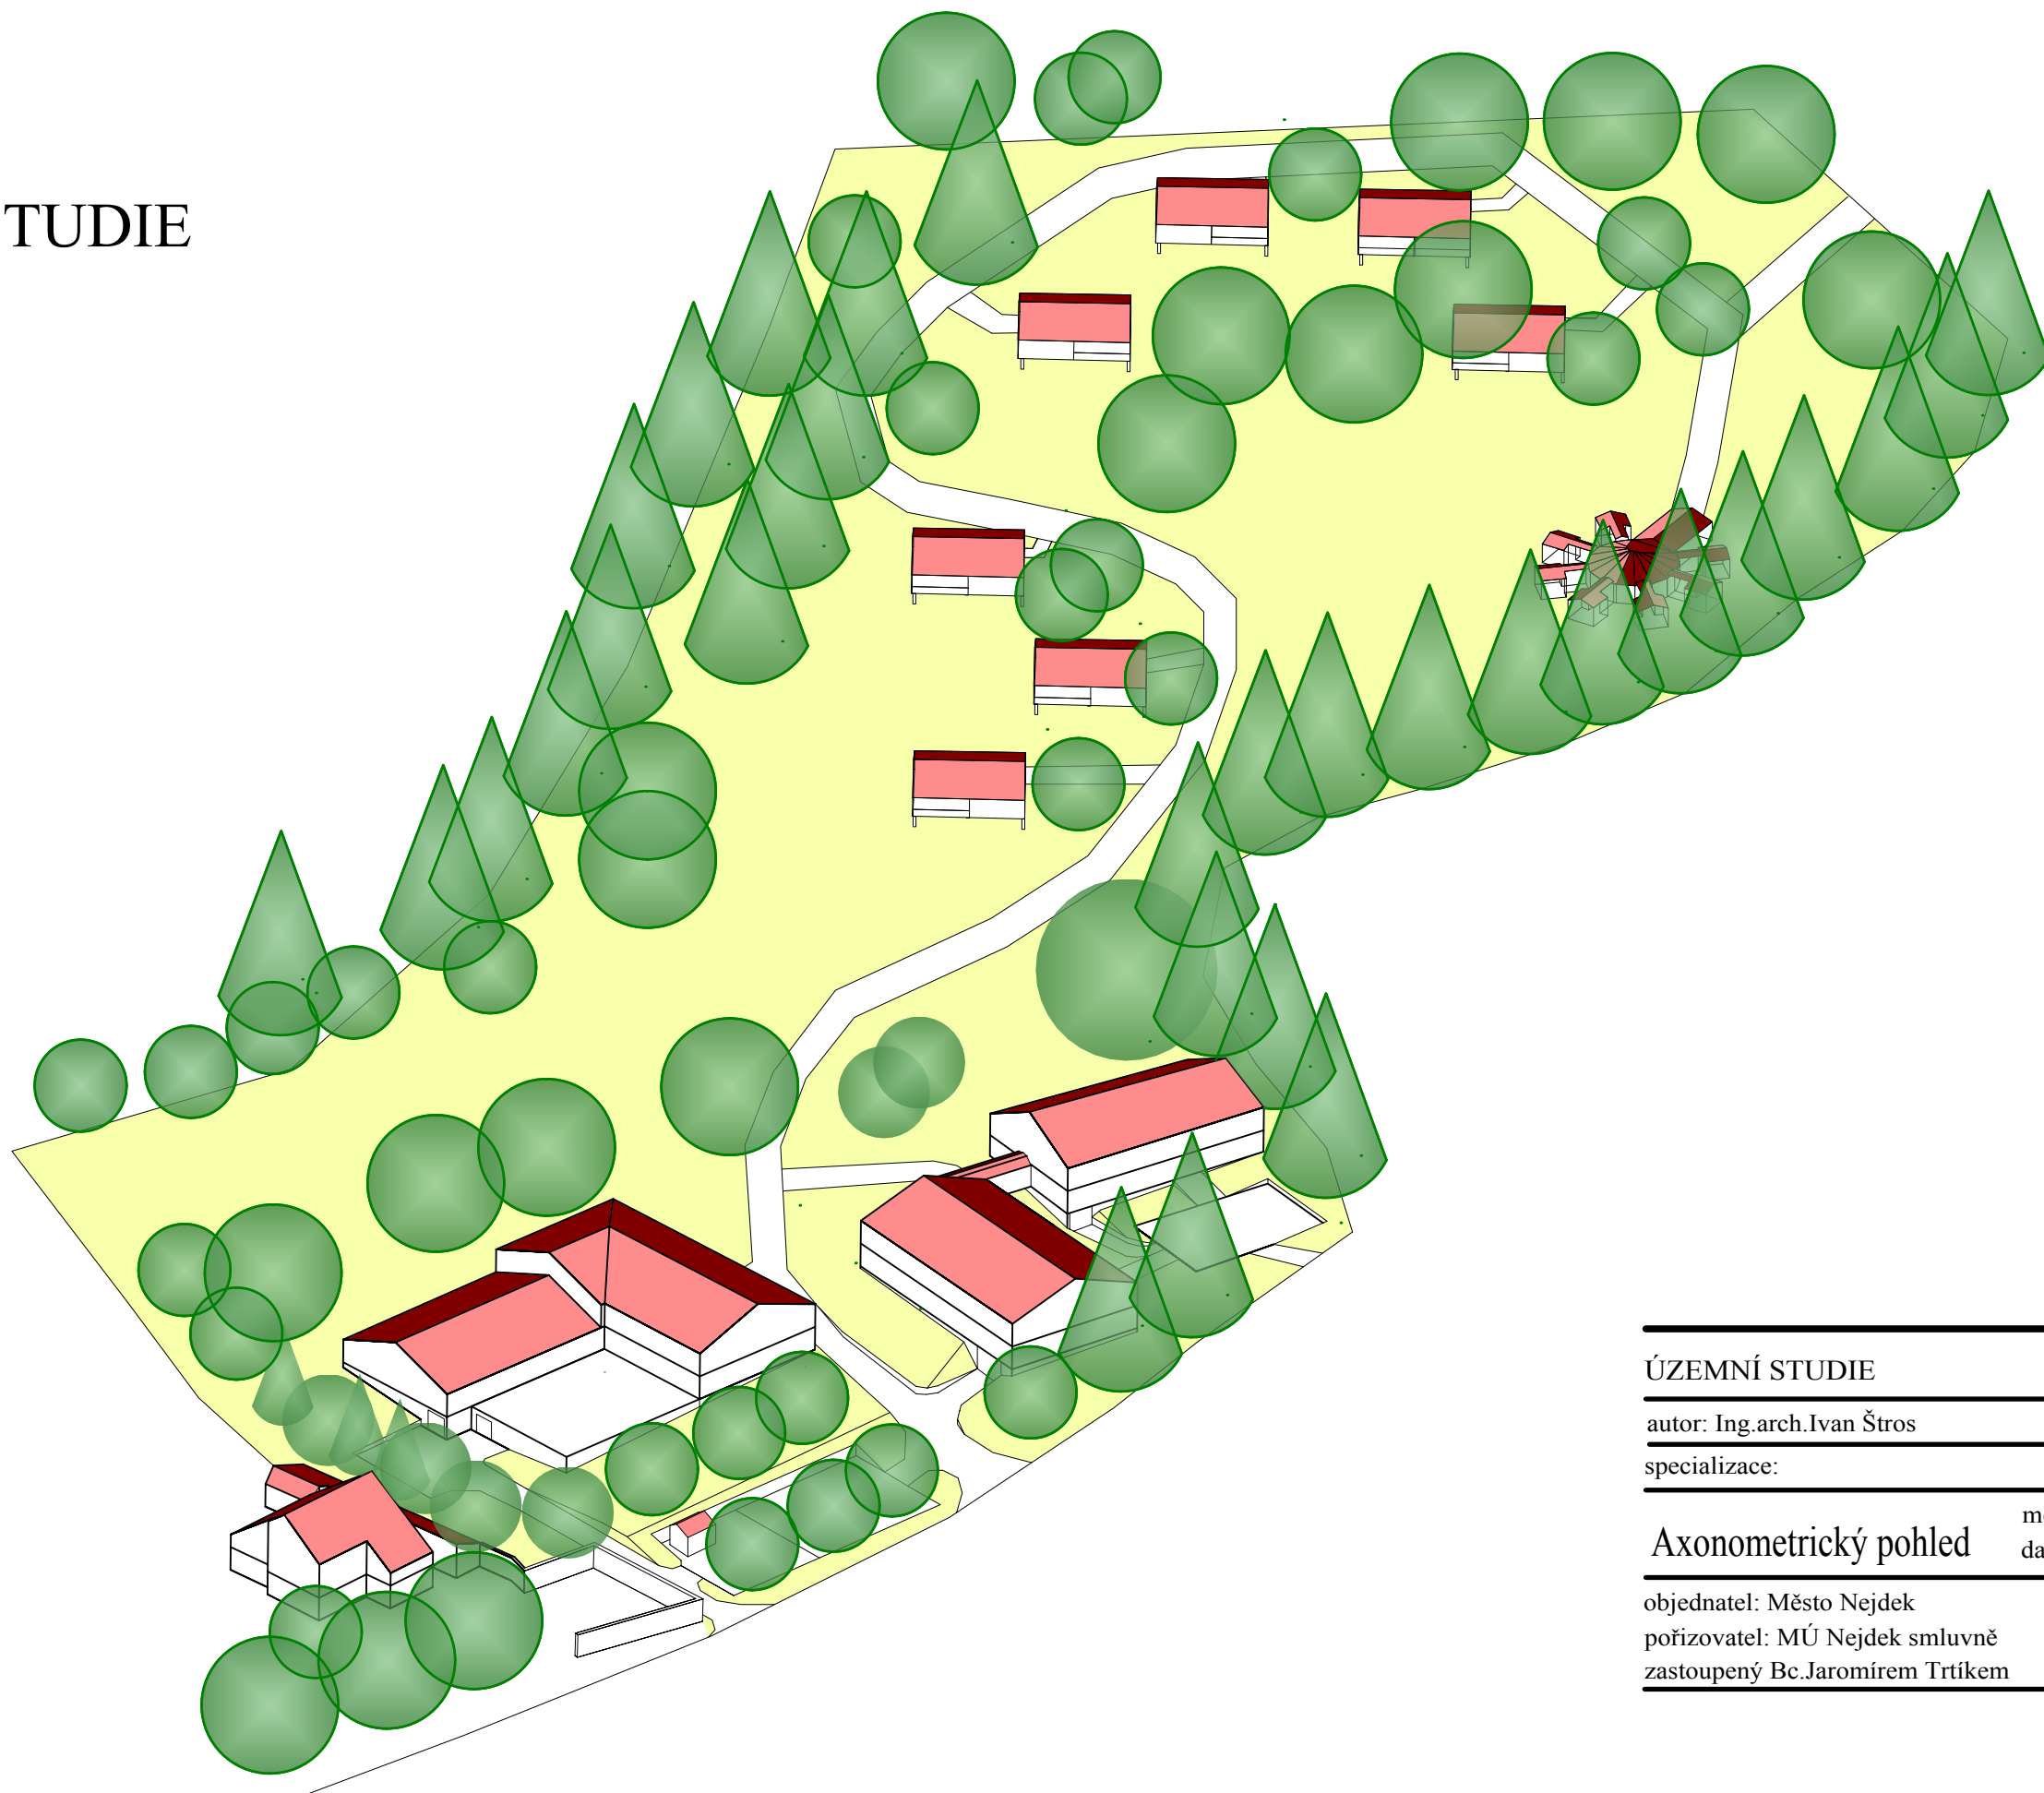 TUDIE
ÚZEMNÍ STUDIE
autor: Ing.arch.Ivan Štros
specializace:
Axonometrický pohled
objednatel: Město Nejdek
pořizovatel: MÚ Nejdek smluvně
zastoupený Bc.Jaromírem Trtíkem